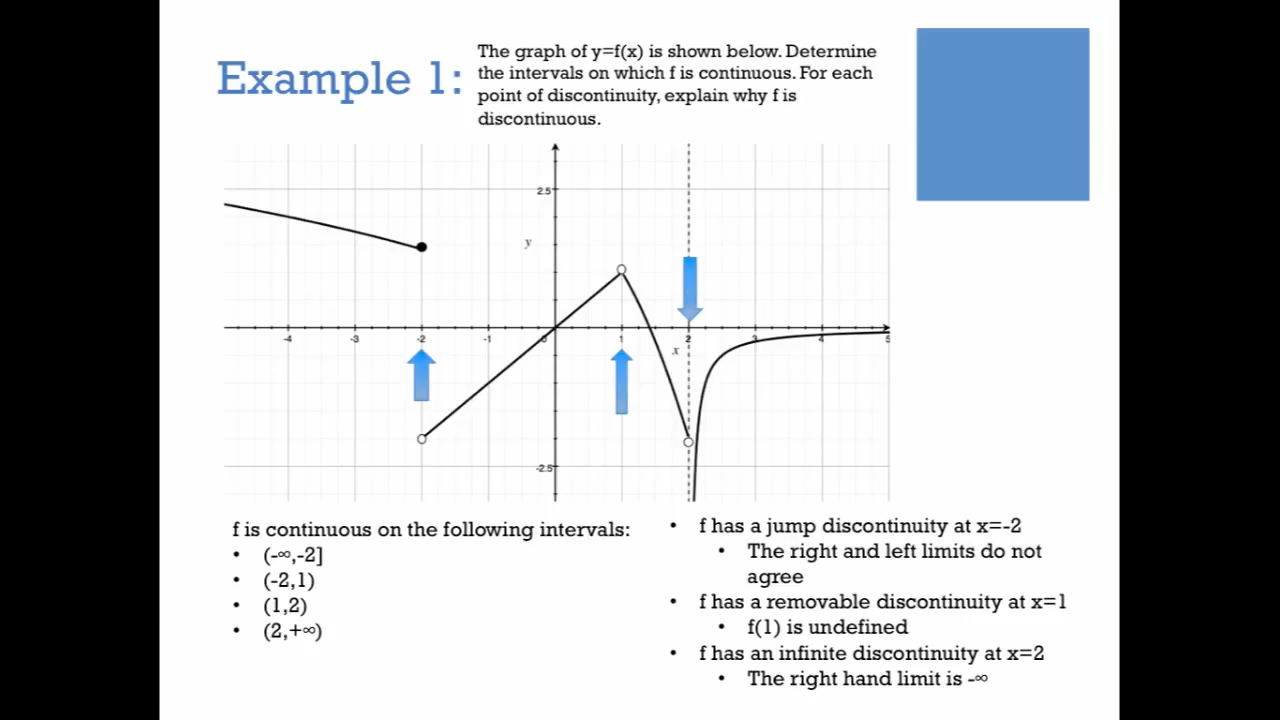 Example 1:
The graph of y=f(x) is shown below. Determine
the intervals on which f is continuous. For each
point of discontinuity, explain why f is
discontinuous.
2.5
y
-4 -3 -2 -1 0 1 2 3 4 5
x
-2.5
f is continuous on the following intervals:
• (-∞,-2]
• (-2,1)
• (1,2)
• (2,+∞)
• f has a jump discontinuity at x=-2
• The right and left limits do not
agree
• f has a removable discontinuity at x=1
• f(1) is undefined
• f has an infinite discontinuity at x=2
• The right hand limit is -∞